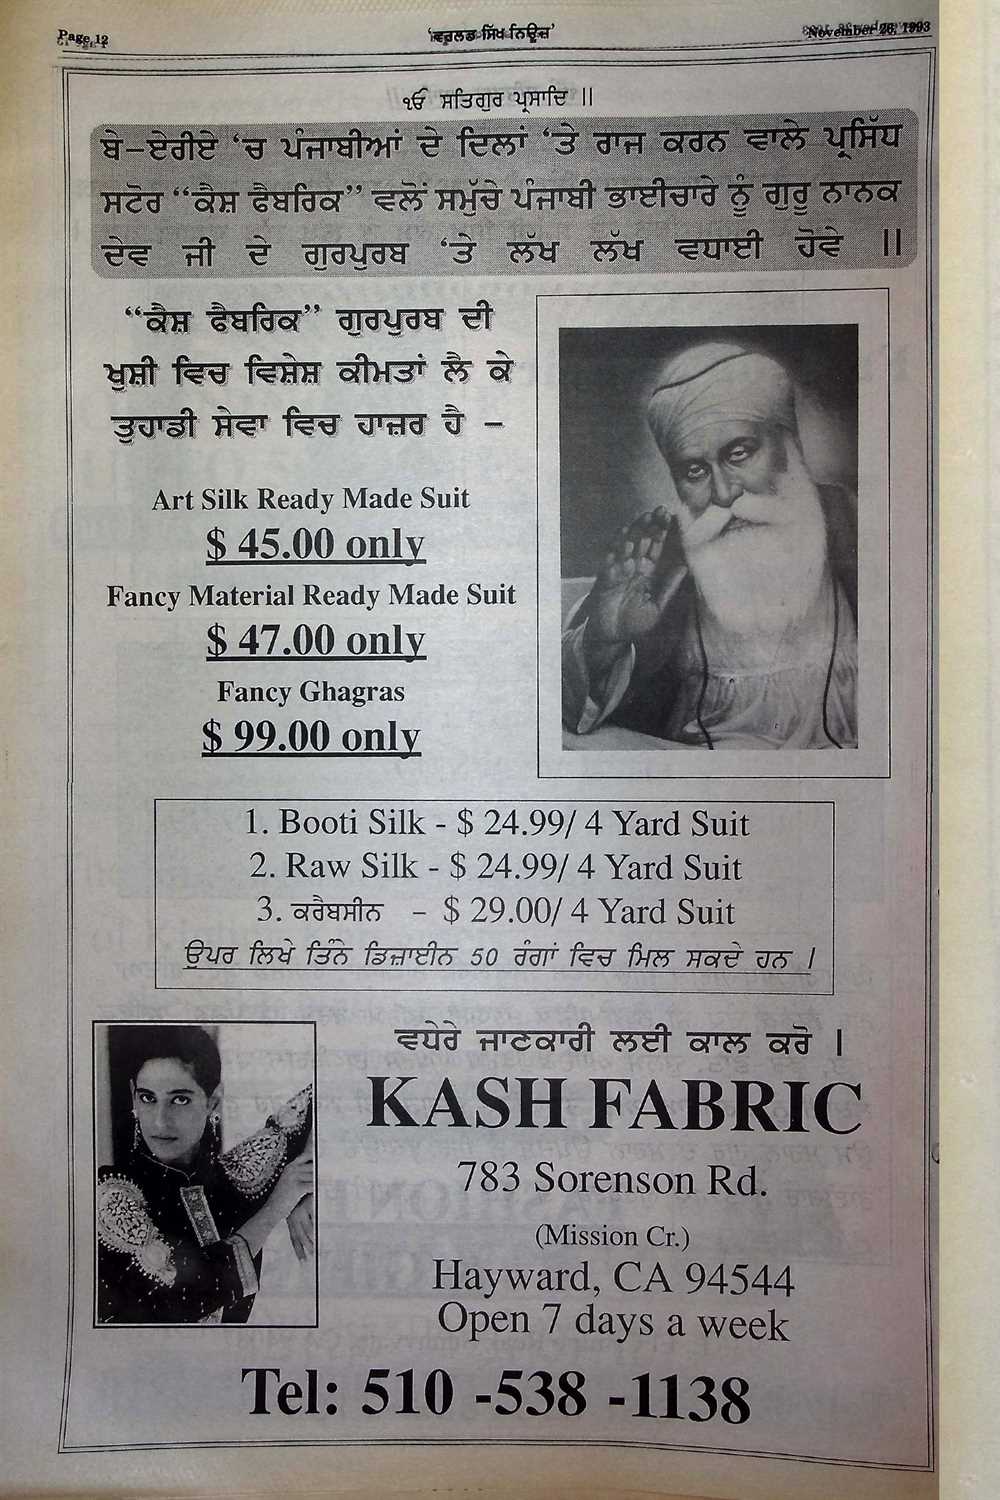 Page 12
'ਵਰਲਡ ਸਿੱਖ ਨਿਊਜ਼'
November 26, 1993
ੴ ਸਤਿਗੁਰ ਪ੍ਰਸਾਦਿ ॥
ਬੇ-ਏਰੀਏ 'ਚ ਪੰਜਾਬੀਆਂ ਦੇ ਦਿਲਾਂ 'ਤੇ ਰਾਜ ਕਰਨ ਵਾਲੇ ਪ੍ਰਸਿੱਧ
ਸਟੋਰ "ਕੈਸ਼ ਫੈਬਰਿਕ" ਵਲੋਂ ਸਮੁੱਚੇ ਪੰਜਾਬੀ ਭਾਈਚਾਰੇ ਨੂੰ ਗੁਰੂ ਨਾਨਕ
ਦੇਵ ਜੀ ਦੇ ਗੁਰਪੁਰਬ 'ਤੇ ਲੱਖ ਲੱਖ ਵਧਾਈ ਹੋਵੇ ॥
"ਕੈਸ਼ ਫੈਬਰਿਕ" ਗੁਰਪੁਰਬ ਦੀ
ਖੁਸ਼ੀ ਵਿਚ ਵਿਸ਼ੇਸ਼ ਕੀਮਤਾਂ ਲੈ ਕੇ
ਤੁਹਾਡੀ ਸੇਵਾ ਵਿਚ ਹਾਜ਼ਰ ਹੈ -
Art Silk Ready Made Suit
$ 45.00 only
Fancy Material Ready Made Suit
$ 47.00 only
Fancy Ghagras
$ 99.00 only
1. Booti Silk - $ 24.99/ 4 Yard Suit
2. Raw Silk - $ 24.99/ 4 Yard Suit
3. ਕਰੈਬਸੀਨ - $ 29.00/ 4 Yard Suit
ਉਪਰ ਲਿਖੇ ਤਿੰਨੇ ਡਿਜ਼ਾਈਨ 50 ਰੰਗਾਂ ਵਿਚ ਮਿਲ ਸਕਦੇ ਹਨ ।
ਵਧੇਰੇ ਜਾਣਕਾਰੀ ਲਈ ਕਾਲ ਕਰੋ ।
KASH FABRIC
783 Sorenson Rd.
(Mission Cr.)
Hayward, CA 94544
Open 7 days a week
Tel: 510 -538 -1138